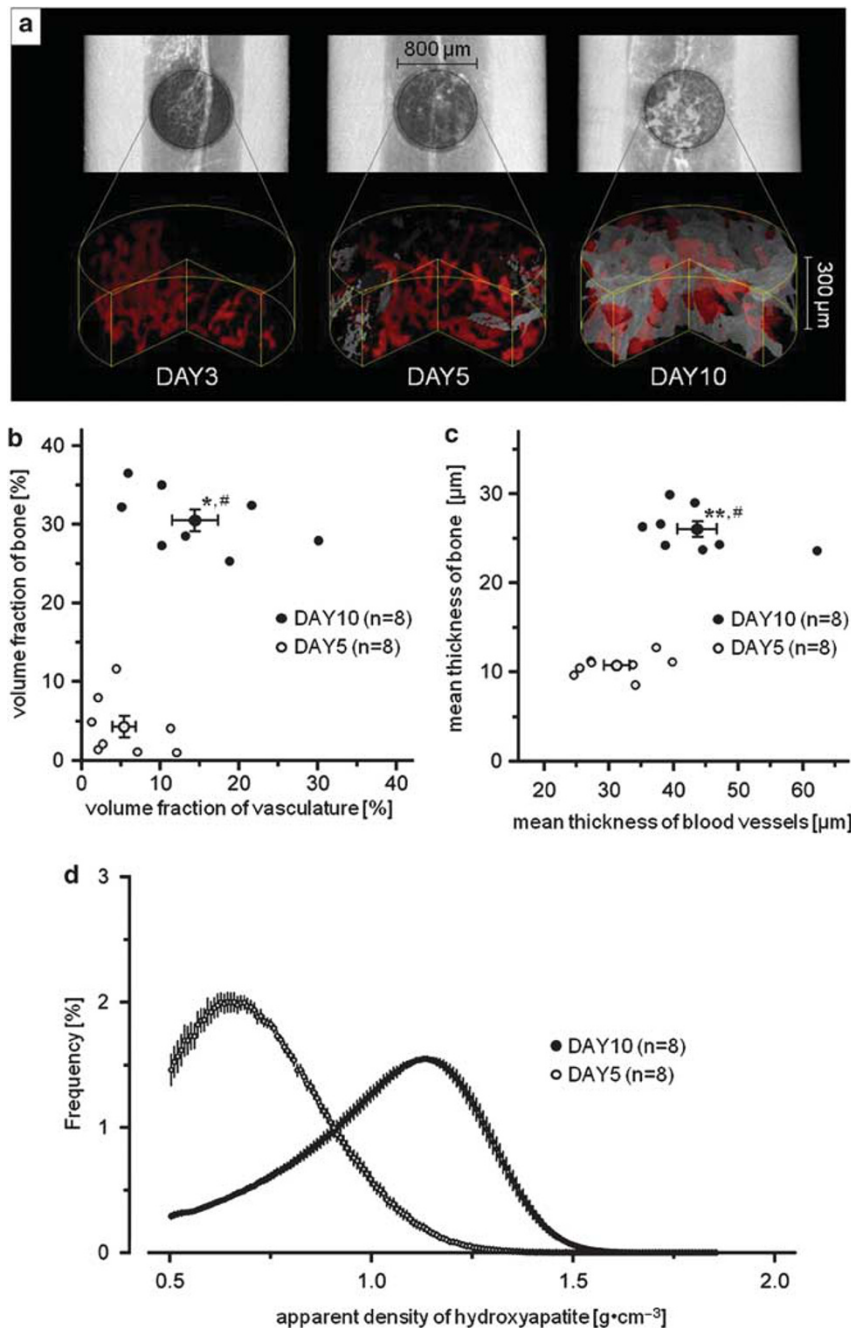 a
800 µm
300 µm
DAY3 DAY5 DAY10
b
volume fraction of bone [%]
40
30
20
10
0
*,#
DAY10 (n=8)
DAY5 (n=8)
0 10 20 30 40
volume fraction of vasculature [%]
c
mean thickness of bone [µm]
30
20
10
0
**,#
DAY10 (n=8)
DAY5 (n=8)
20 30 40 50 60
mean thickness of blood vessels [µm]
d
Frequency [%]
3
2
1
0
DAY10 (n=8)
DAY5 (n=8)
0.5 1.0 1.5 2.0
apparent density of hydroxyapatite [g•cm⁻³]